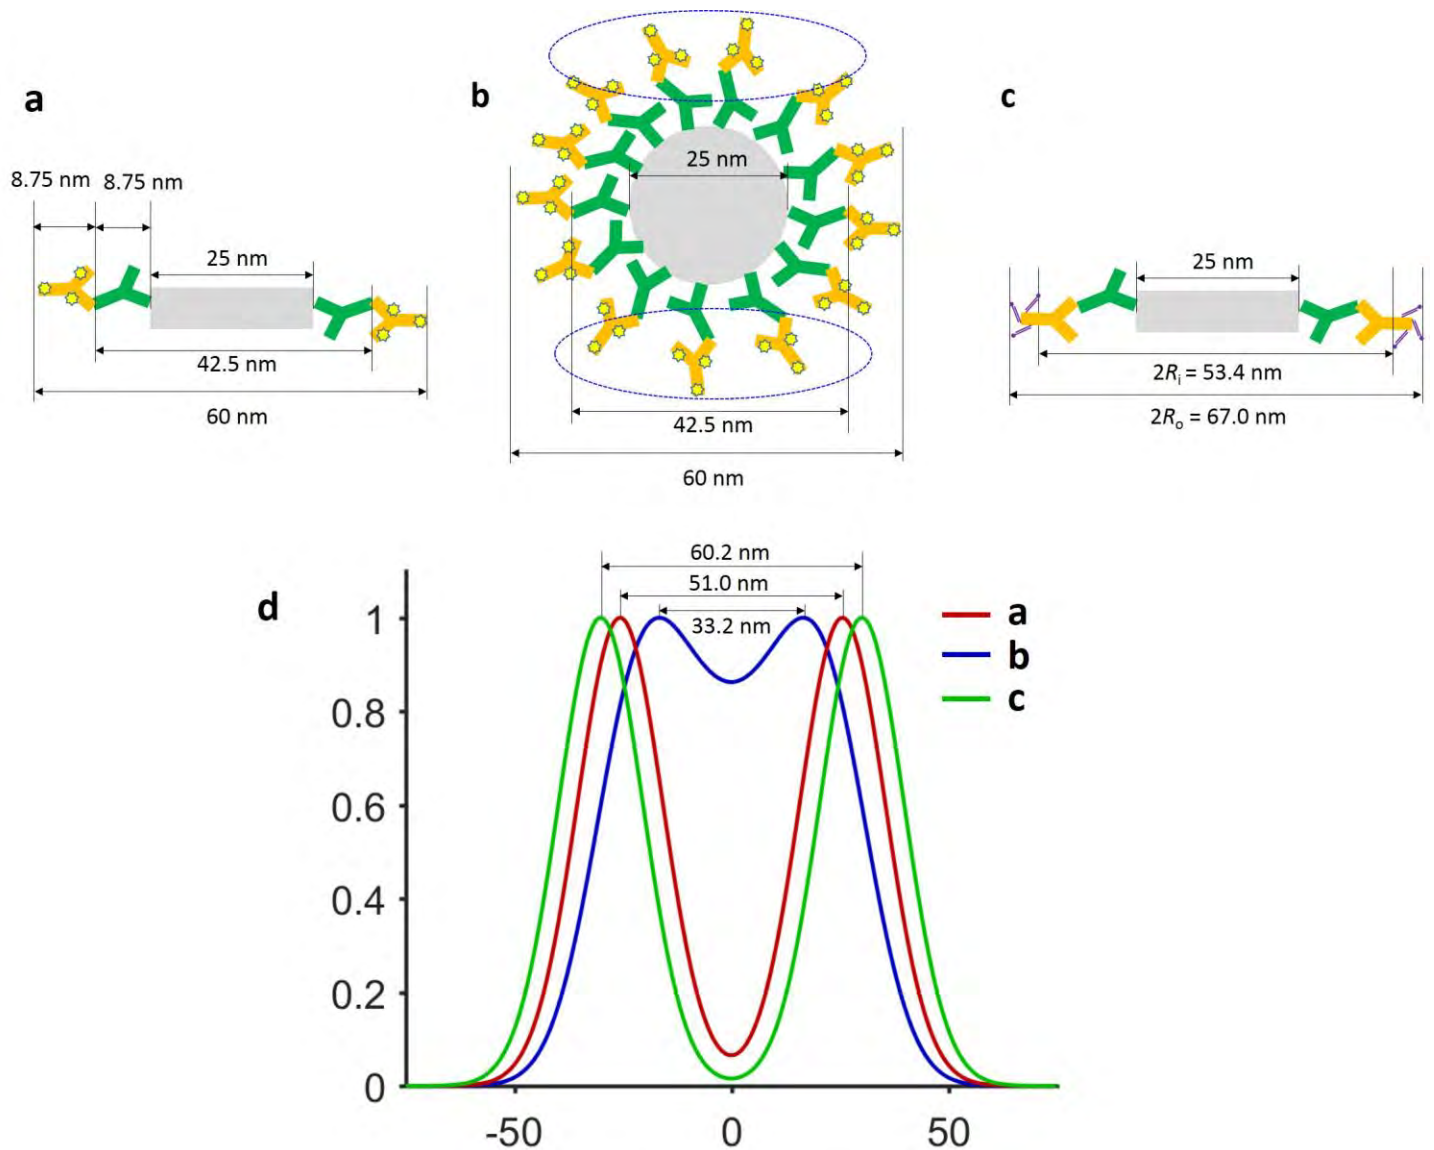 a
8.75 nm 8.75 nm
25 nm
42.5 nm
60 nm
b
25 nm
42.5 nm
60 nm
c
25 nm
2Ri = 53.4 nm
2Ro = 67.0 nm
d
60.2 nm
51.0 nm
33.2 nm
a
b
c
1
0.8
0.6
0.4
0.2
0
-50 0 50